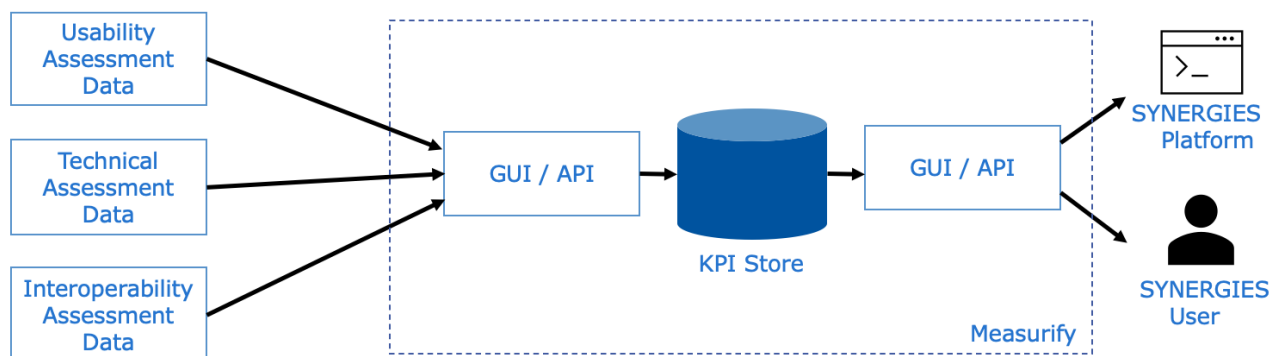 Usability
Assessment
Data
Technical
Assessment
Data
Interoperability
Assessment
Data
GUI / API
KPI Store
GUI / API
Measurify
>_
SYNERGIES
Platform
SYNERGIES
User